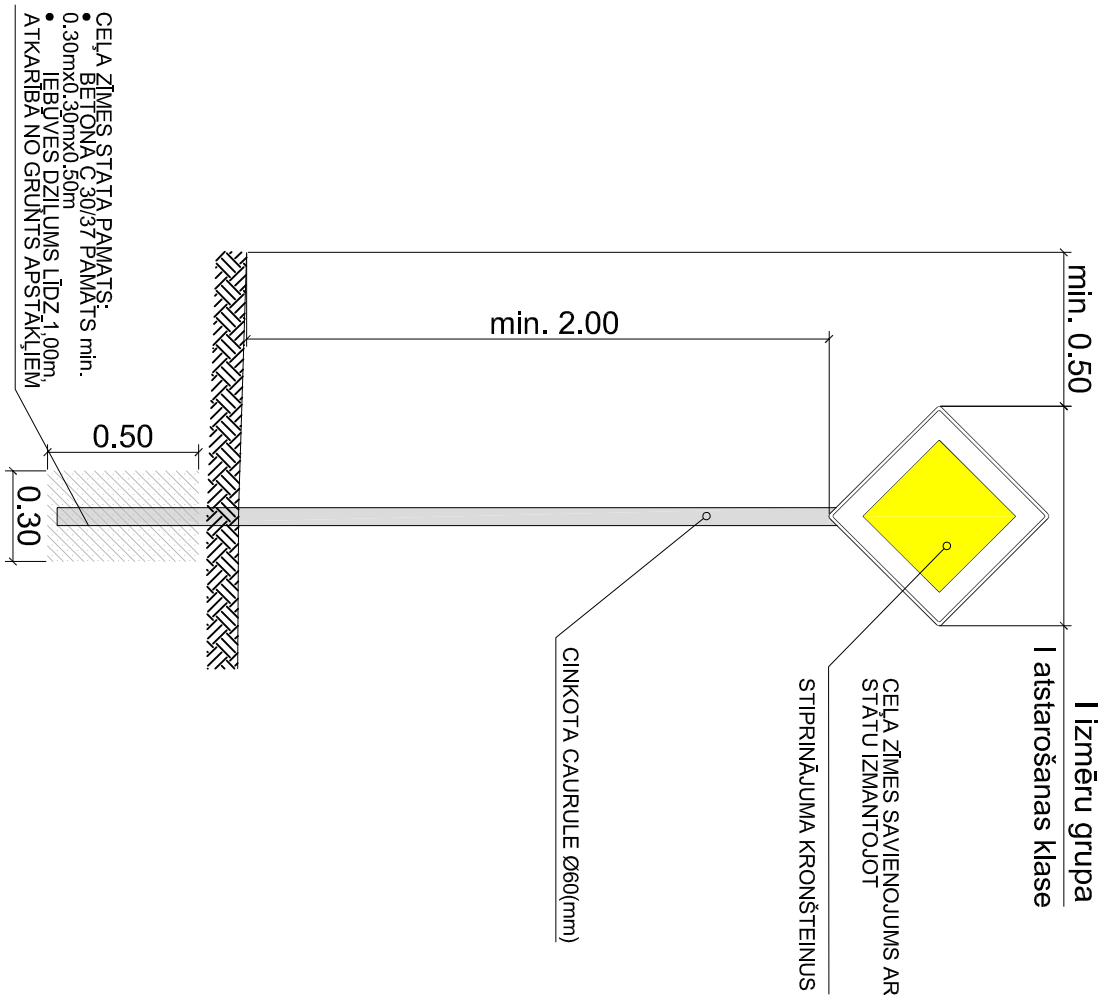 I izmēru grupa
I atstarošanas klase
min. 0.50
CEĻA ZĪMES SAVIENOJUMS AR
STATU IZMANTOJOT
STIPRINĀJUMA KRONŠTEINUS
min. 2.00
CINKOTA CAURULE Ø60(mm)
CEĻA ZĪMES STATA PAMATS:
• BETONA C 30/37 PAMATS min.
0.30mx0.30mx0.50m
• IEBŪVES DZIĻUMS LĪDZ 1,00m,
ATKARĪBĀ NO GRUNTS APSTĀKĻIEM
0.50
0.30